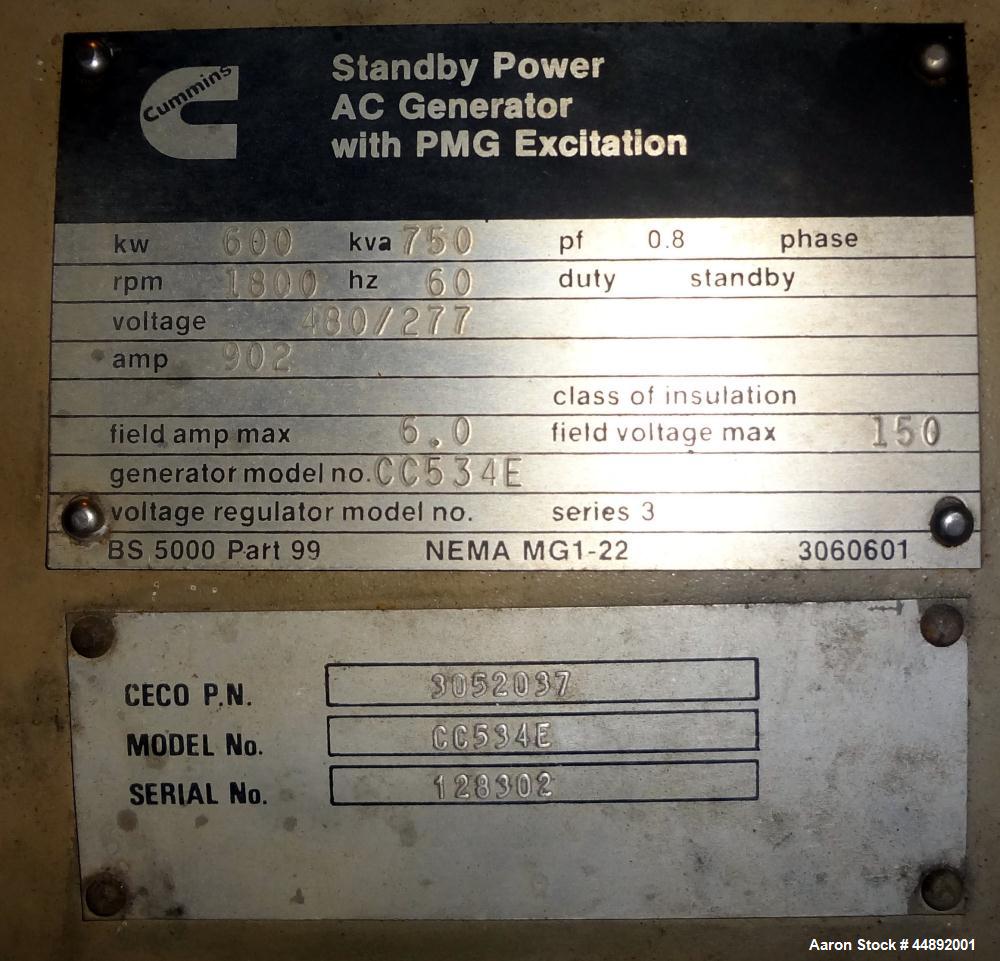 Cummins
Standby Power
AC Generator
with PMG Excitation
kw 600 kva 750 pf 0.8 phase
rpm 1800 hz 60 duty standby
voltage 480/277
amp 902
class of insulation
field amp max 6.0 field voltage max 150
generator model no. CC534E
voltage regulator model no. series 3
BS 5000 Part 99 NEMA MG1-22 3060601
CECO P.N. 3052037
MODEL No. CC534E
SERIAL No. 128302
Aaron Stock # 44892001